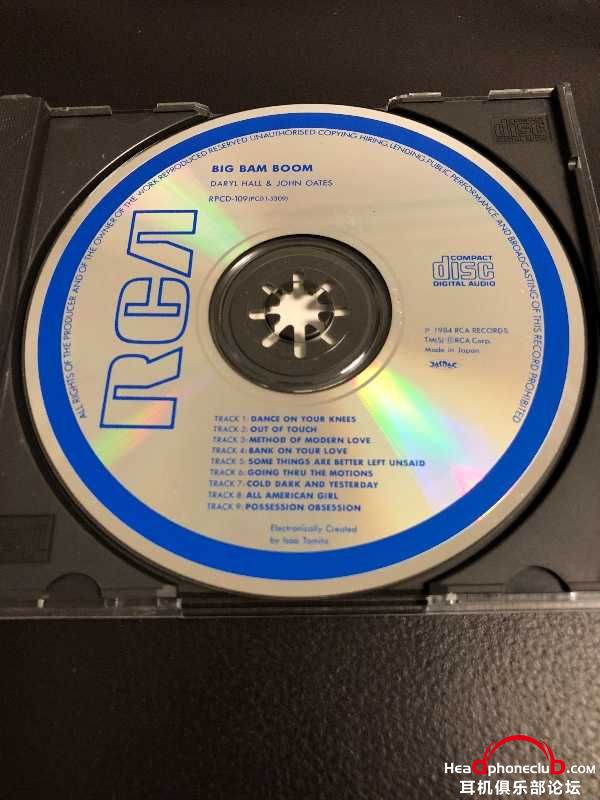 ALL RIGHTS OF THE PRODUCER AND OF THE OWNER OF THE WORK REPRODUCED RESERVED UNAUTHORISED COPYING HIRING, LENDING, PUBLIC PERFORMANCE AND BROADCASTING OF THIS RECORD PROHIBITED
BIG BAM BOOM
DARYL HALL & JOHN OATES
RPCD-109(PCD1-5309)
RCA
COMPACT
disc
DIGITAL AUDIO
Ⓟ 1984 RCA RECORDS
TM(S) ®RCA Corp.
Made in Japan
JASRAC
TRACK 1: DANCE ON YOUR KNEES
TRACK 2: OUT OF TOUCH
TRACK 3: METHOD OF MODERN LOVE
TRACK 4: BANK ON YOUR LOVE
TRACK 5: SOME THINGS ARE BETTER LEFT UNSAID
TRACK 6: GOING THRU THE MOTIONS
TRACK 7: COLD DARK AND YESTERDAY
TRACK 8: ALL AMERICAN GIRL
TRACK 9: POSSESSION OBSESSION
Electronically Created
by Isao Tomita
disc
HeadphoneclubD.com
耳机俱乐部论坛